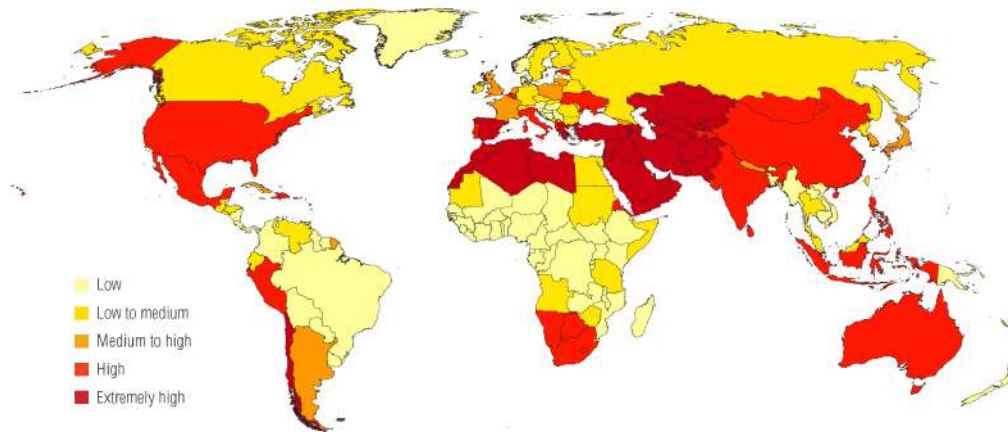 Low
Low to medium
Medium to high
High
Extremely high